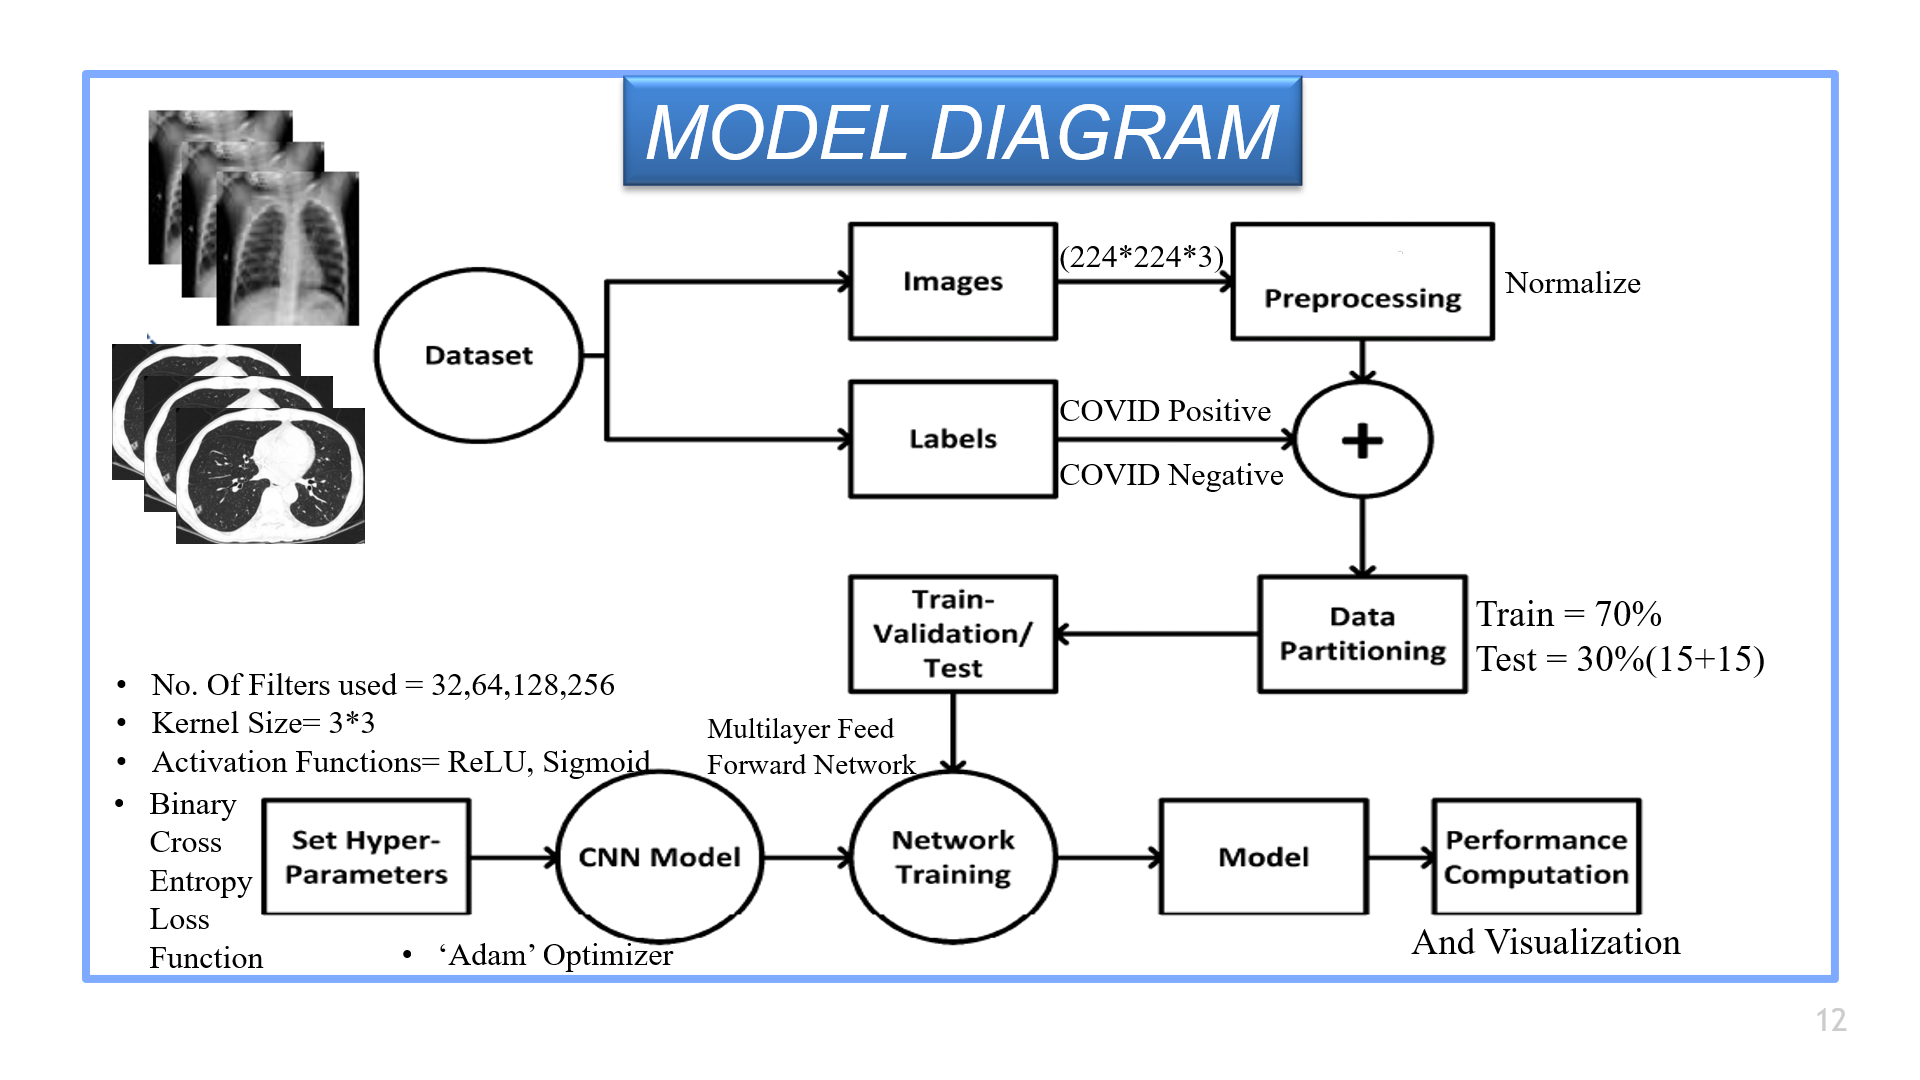 MODEL DIAGRAM
Images
(224*224*3)
Preprocessing
Normalize
Dataset
Labels
COVID Positive
COVID Negative
+
Train-
Validation/
Test
Data
Partitioning
Train = 70%
Test = 30%(15+15)
• No. Of Filters used = 32,64,128,256
• Kernel Size= 3*3
• Activation Functions= ReLU, Sigmoid
• Binary
Cross
Entropy
Loss
Function
• ‘Adam’ Optimizer
Multilayer Feed
Forward Network
Set Hyper-
Parameters
CNN Model
Network
Training
Model
Performance
Computation
And Visualization
12